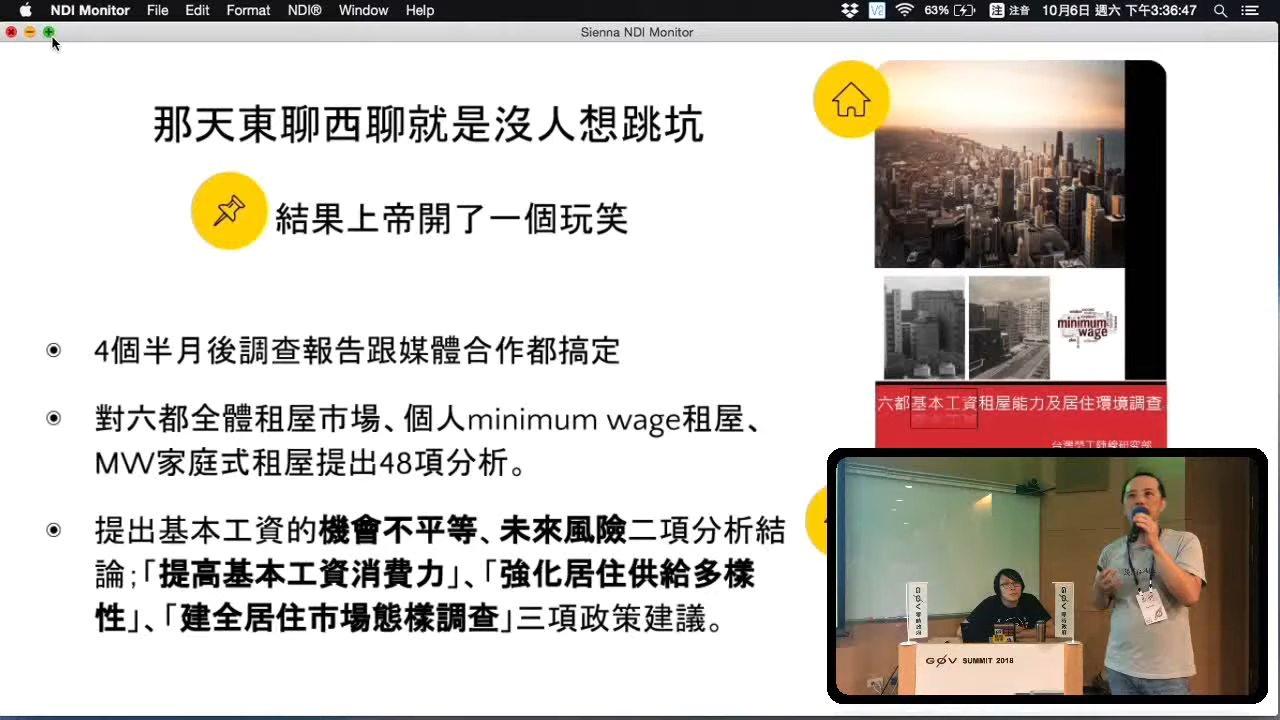 NDI Monitor File Edit Format NDI® Window Help 63% 注 注音 10月6日 週六 下午3:36:47
Sienna NDI Monitor
那天東聊西聊就是沒人想跳坑
結果上帝開了一個玩笑
4個半月後調查報告跟媒體合作都搞定
對六都全體租屋市場、個人minimum wage租屋、
MW家庭式租屋提出48項分析。
提出基本工資的機會不平等、未來風險二項分析結
論;「提高基本工資消費力」、「強化居住供給多樣
性」、「建全居住市場態樣調查」三項政策建議。
minimum
wage
六都基本工資租屋能力及居住環境調查
GØV SUMMIT 2018